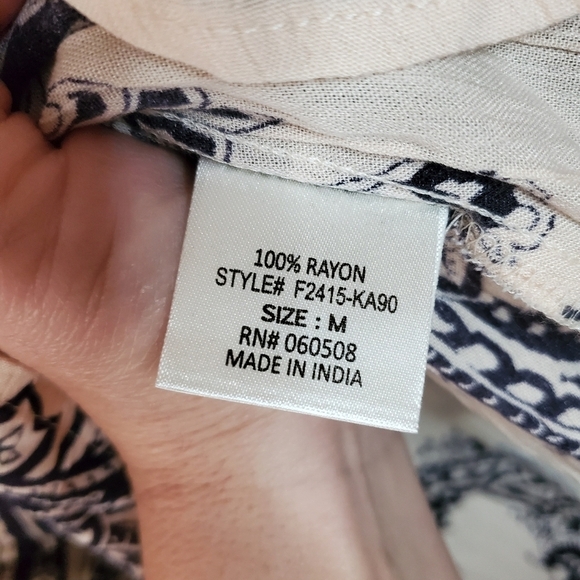 100% RAYON
STYLE# F2415-KA90
SIZE : M
RN# 060508
MADE IN INDIA